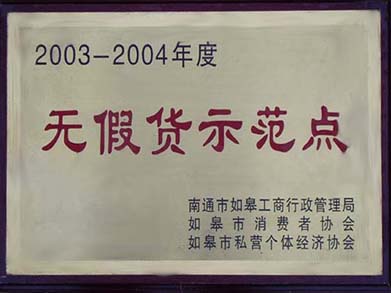 2003-2004年度
无假货示范点
南通市如皋工商行政管理局
如皋市消费者协会
如皋市私营个体经济协会